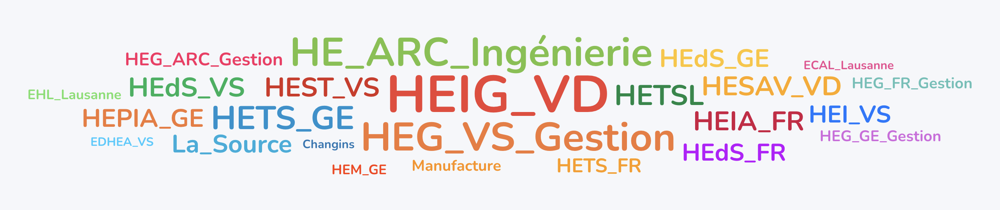 HE_ARC_Ingénierie
HEG_ARC_Gestion
HEdS_GE
ECAL_Lausanne
EHL_Lausanne
HEdS_VS
HEST_VS
HEIG_VD
HETSL
HESAV_VD
HEG_FR_Gestion
HEPIA_GE
HETS_GE
HEIA_FR
HEI_VS
EDHEA_VS
La_Source
Changins
HEG_VS_Gestion
HEdS_FR
HEG_GE_Gestion
HEM_GE
Manufacture
HETS_FR